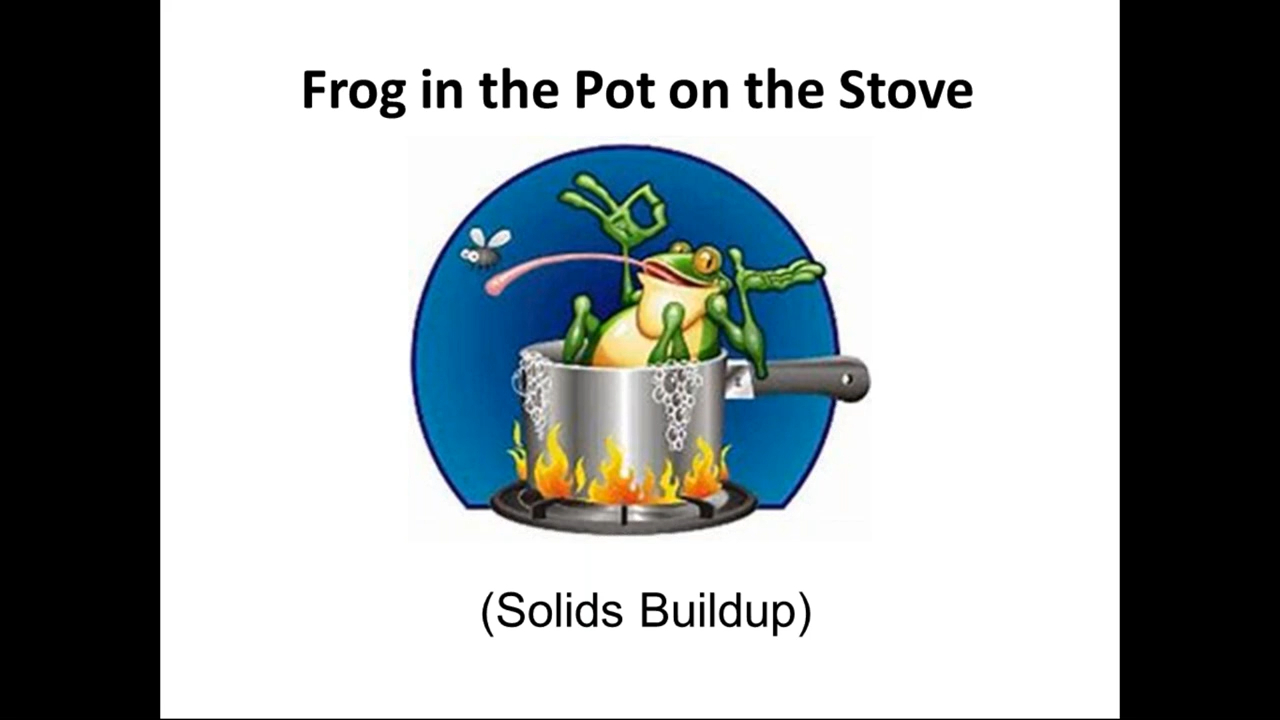 Frog in the Pot on the Stove
(Solids Buildup)